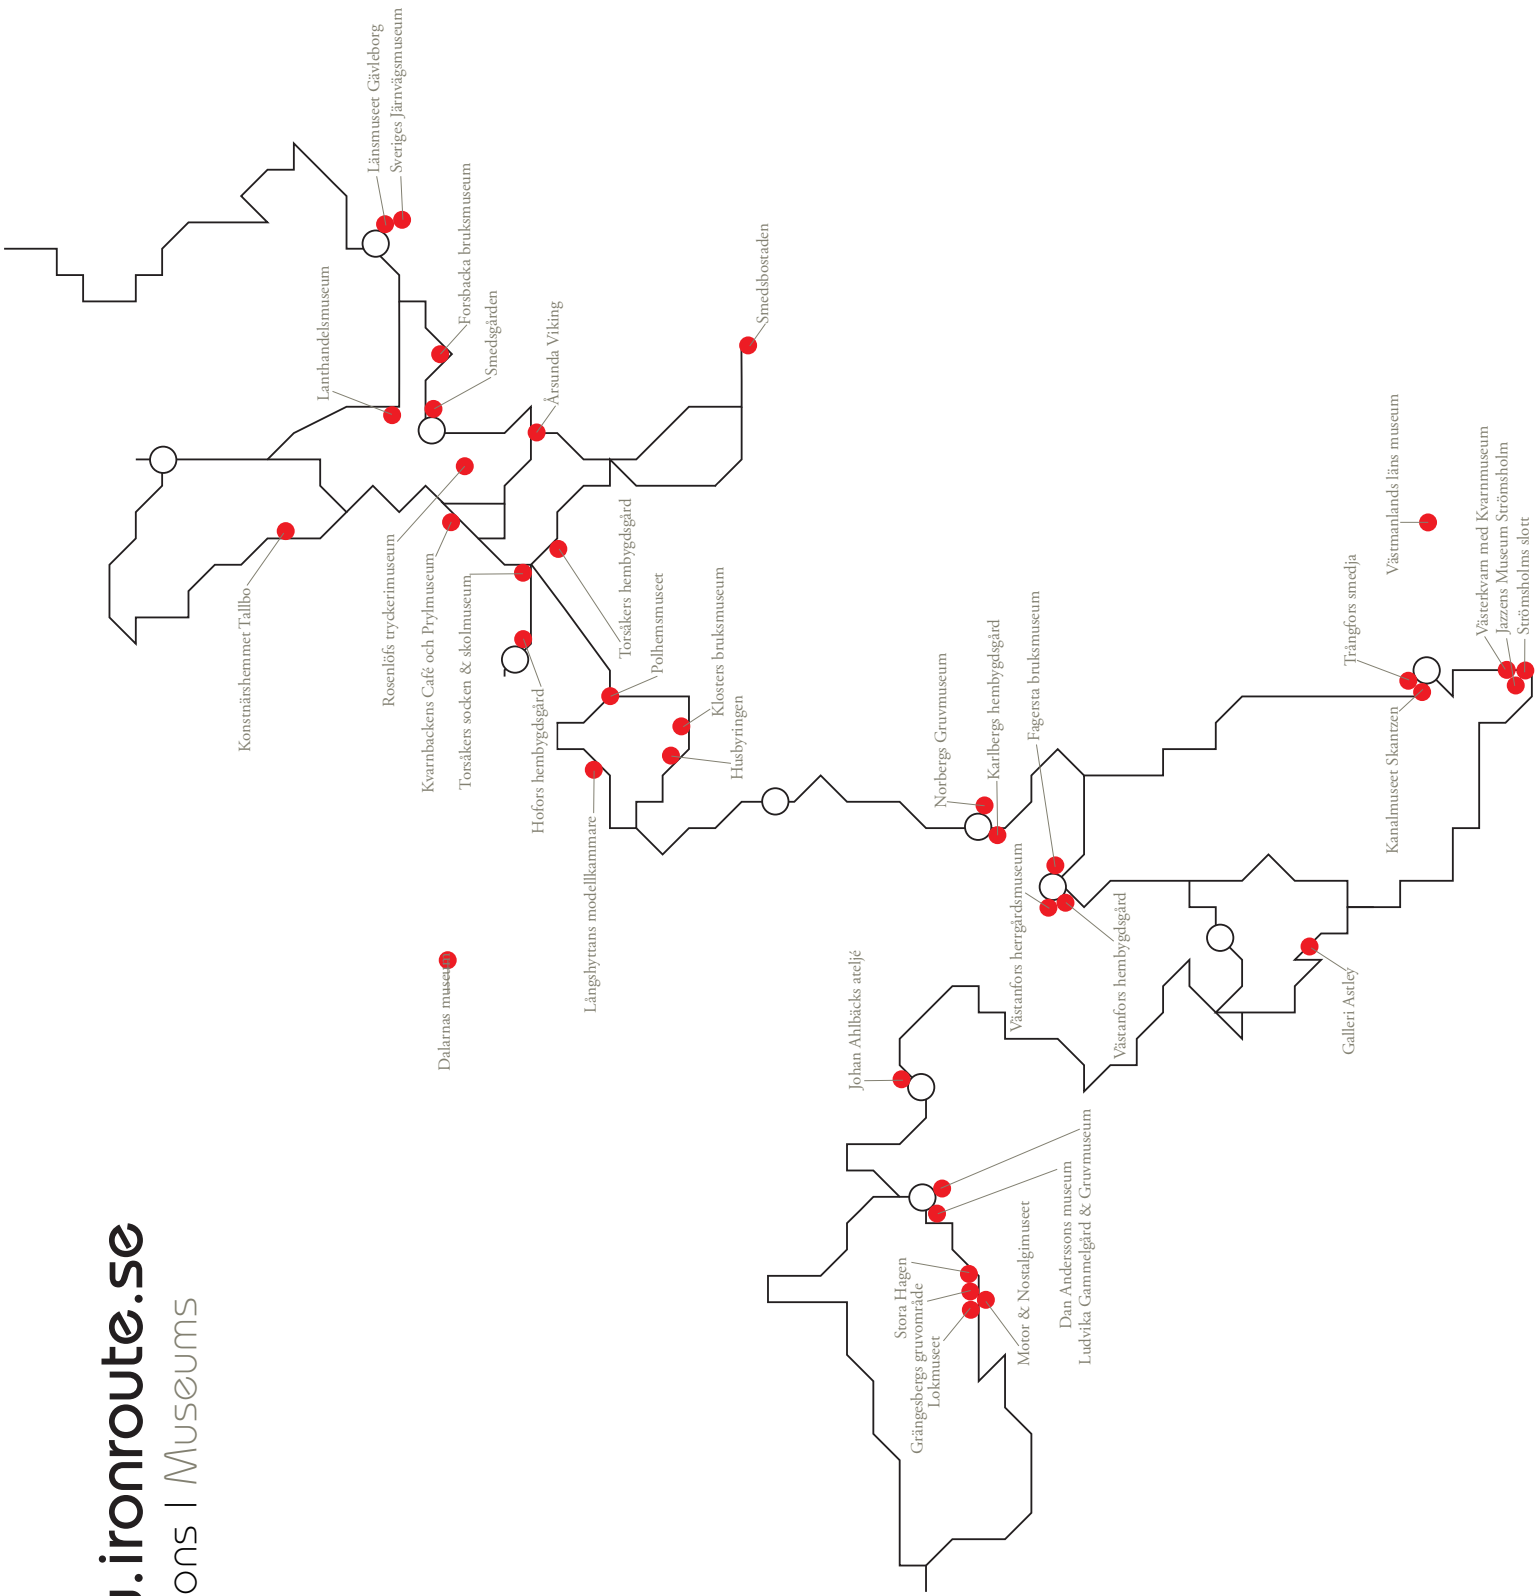 .ironroute.se
ons | Museums
Länsmuseet Gävleborg
Sveriges Järnvägsmuseum
Forsbacka bruksmuseum
Lanthandelsmuseum
Smedsgården
Årsunda Viking
Smedsbostaden
Konstnärshemmet Tallbo
Rosenlöfs tryckerimuseum
Kvarnbackens Café och Prylmuseum
Torsåkers socken & skolmuseum
Hofors hembygdsgård
Torsåkers hembygdsgård
Polhemsmuseet
Klosters bruksmuseum
Husbyringen
Långshyttans modellkammare
Dalarnas museum
Norbergs Gruvmuseum
Karlbergs hembygdsgård
Fagersta bruksmuseum
Västanfors herrgårdsmuseum
Västanfors hembygdsgård
Johan Ahlbäcks ateljé
Trångfors smedja
Västmanlands läns museum
Västerkvarn med Kvarnmuseum
Jazzens Museum Strömsholm
Strömsholms slott
Kanalmuseet Skantzen
Galleri Astley
Stora Hagen
Grängesbergs gruvområde
Lokmuseet
Motor & Nostalgimuseet
Dan Anderssons museum
Ludvika Gammelgård & Gruvmuseum